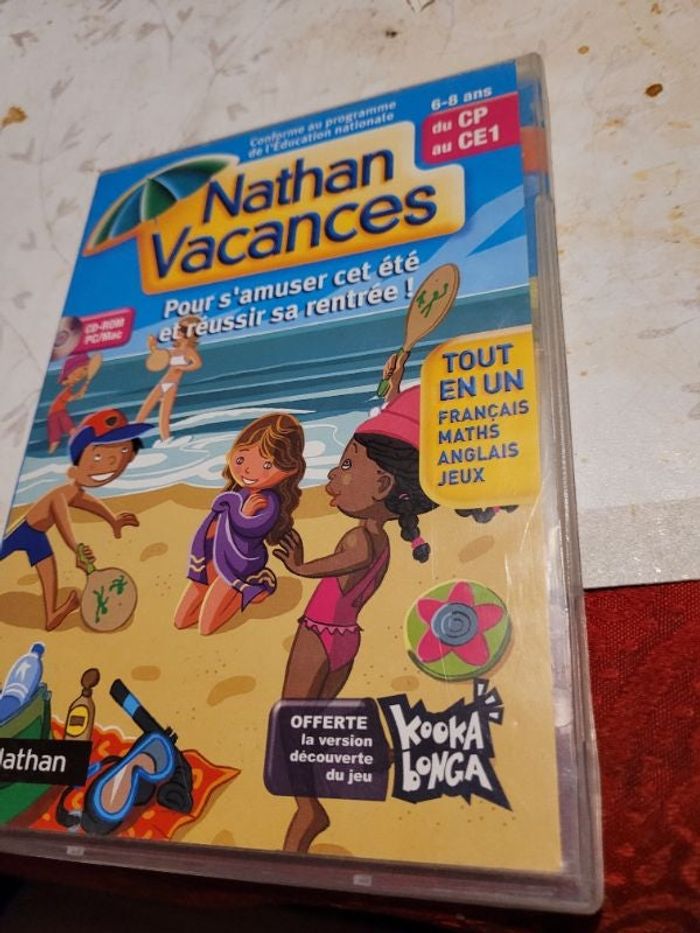 Conforme au programme
de l'Éducation nationale
6-8 ans
du CP
au CE1
Nathan
Vacances
Pour s'amuser cet été
et réussir sa rentrée !
CD-ROM
PC/Mac
TOUT
EN UN
FRANÇAIS
MATHS
ANGLAIS
JEUX
OFFERTE
la version
découverte
du jeu
KOOKA
BONGA
Nathan